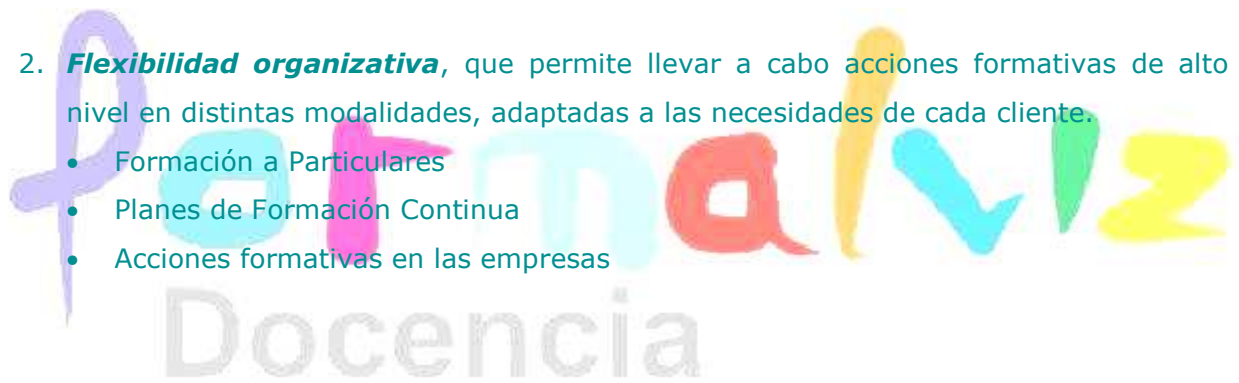 2. Flexibilidad organizativa, que permite llevar a cabo acciones formativas de alto
nivel en distintas modalidades, adaptadas a las necesidades de cada cliente.
• Formación a Particulares
• Planes de Formación Continua
• Acciones formativas en las empresas
formalviz
Docencia